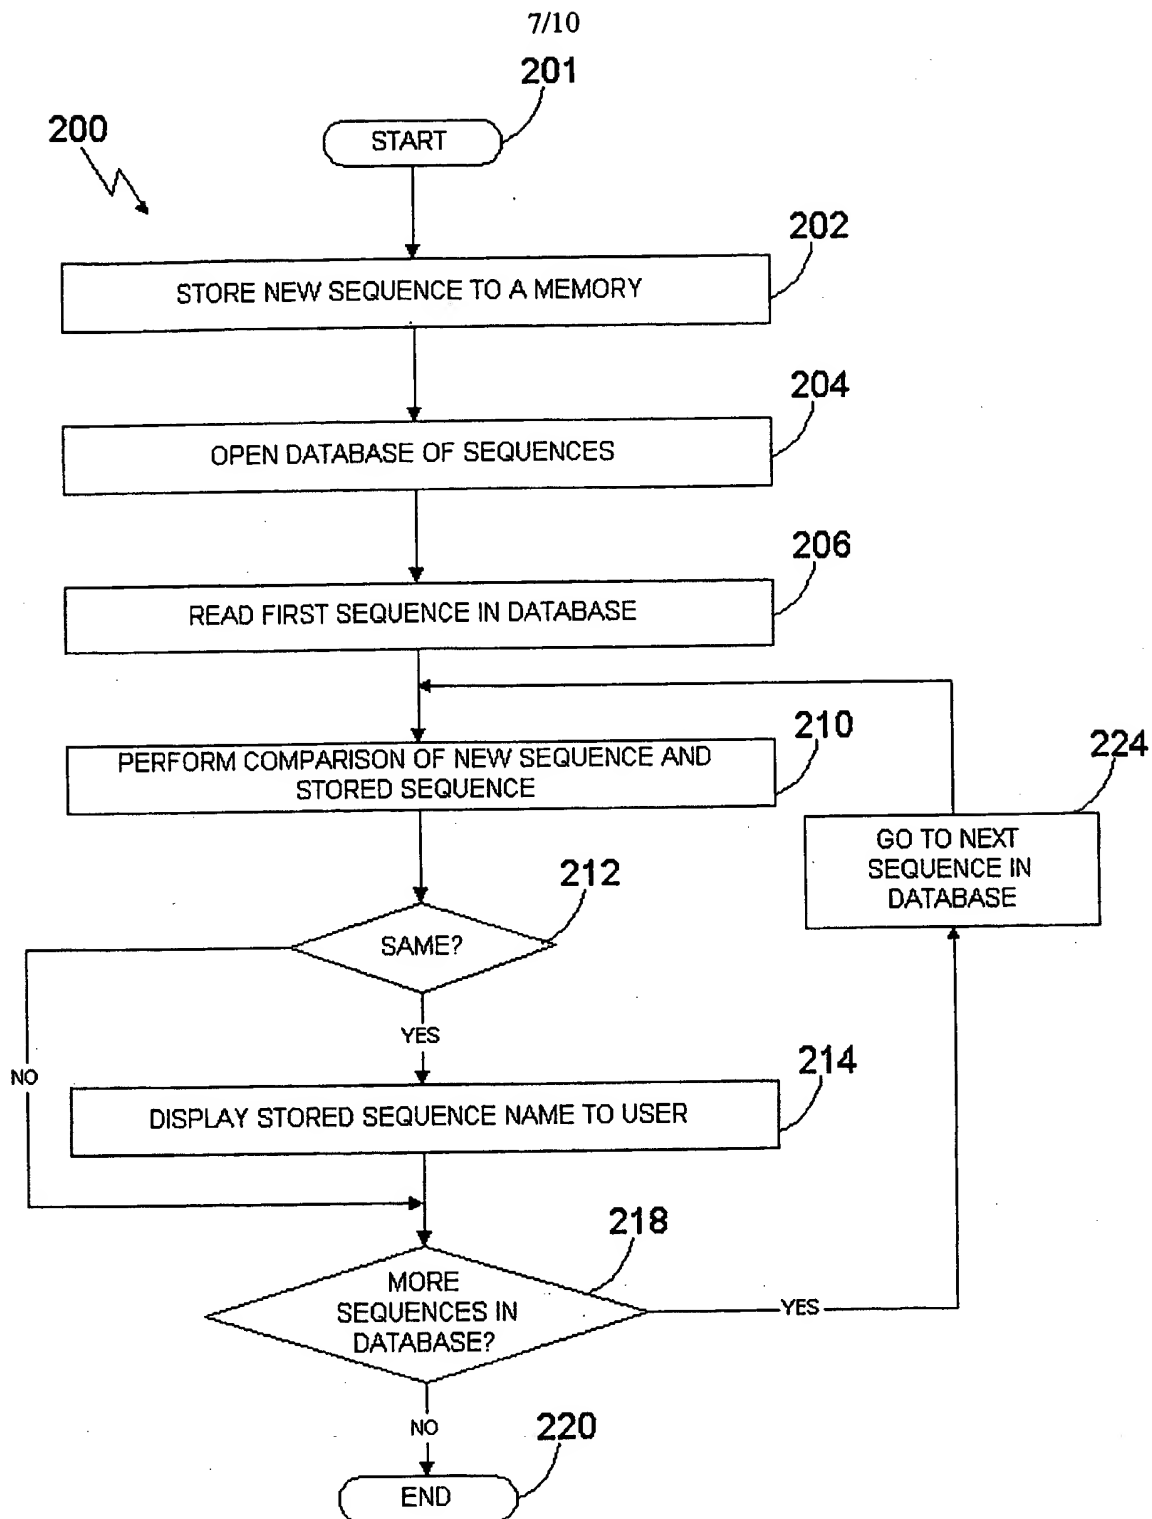 7/10
201
200
START
202
STORE NEW SEQUENCE TO A MEMORY
204
OPEN DATABASE OF SEQUENCES
206
READ FIRST SEQUENCE IN DATABASE
210
PERFORM COMPARISON OF NEW SEQUENCE AND
STORED SEQUENCE
224
GO TO NEXT
SEQUENCE IN
DATABASE
212
SAME?
YES
NO
214
DISPLAY STORED SEQUENCE NAME TO USER
218
MORE
SEQUENCES IN
DATABASE?
YES
NO
220
END